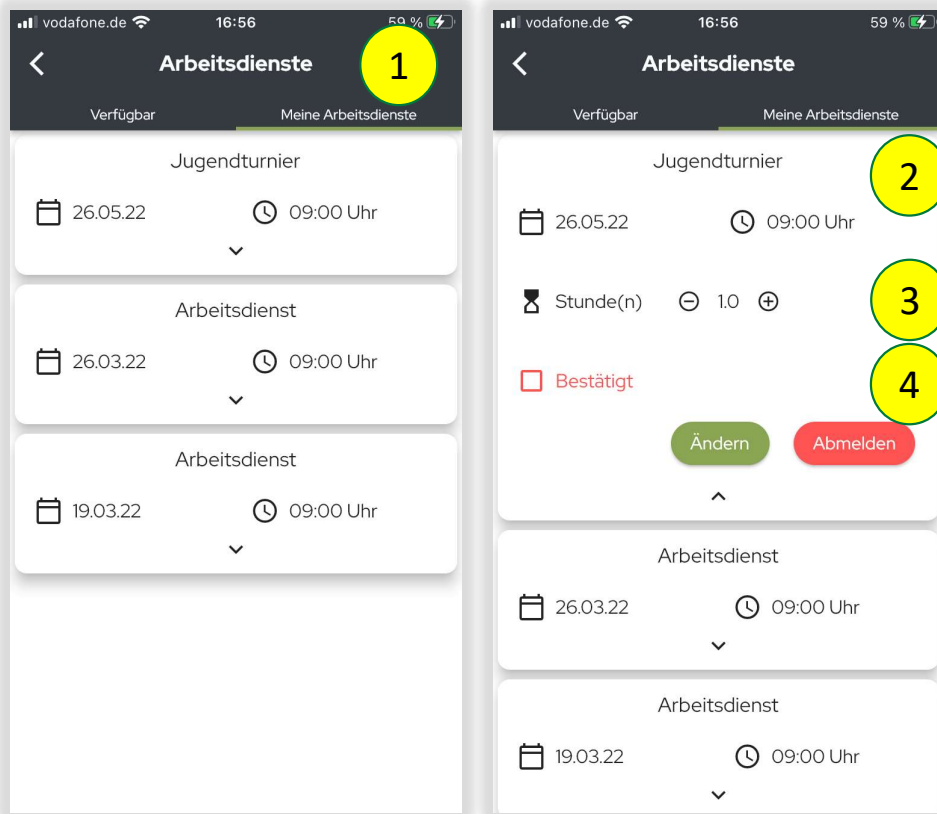 vodafone.de 16:56 59 %
Arbeitsdienste
1
Verfügbar Meine Arbeitsdienste
Jugendturnier
26.05.22 09:00 Uhr
Arbeitsdienst
26.03.22 09:00 Uhr
Arbeitsdienst
19.03.22 09:00 Uhr
vodafone.de 16:56 59 %
Arbeitsdienste
Verfügbar Meine Arbeitsdienste
Jugendturnier
2
26.05.22 09:00 Uhr
Stunde(n) 1.0
3
Bestätigt
4
Ändern Abmelden
Arbeitsdienst
26.03.22 09:00 Uhr
Arbeitsdienst
19.03.22 09:00 Uhr